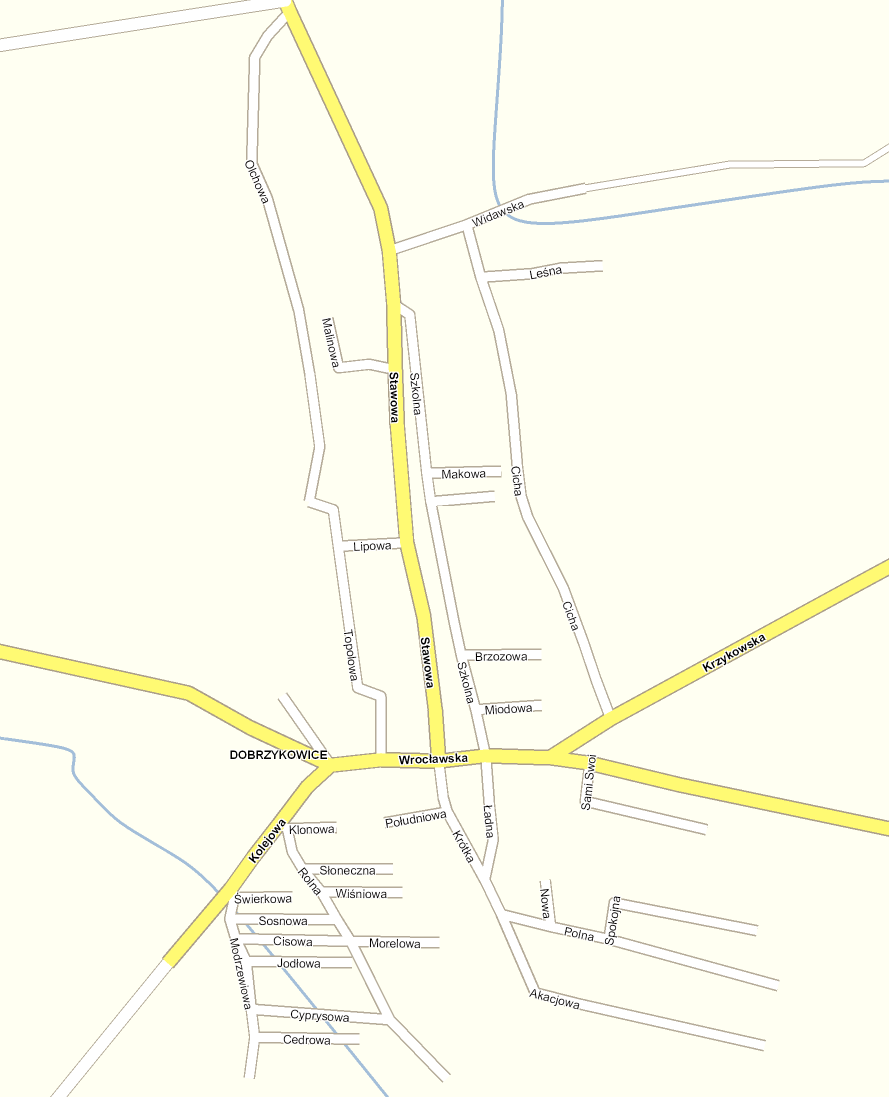 Olchowa
Widawska
Leśna
Malinowa
Stawowa
Szkolna
Makowa
Cicha
Lipowa
Cicha
Topolowa
Stawowa
Brzozowa
Krzykowska
Szkolna
Miodowa
DOBRZYKOWICE
Wrocławska
Sami Swoi
Południowa
Ładna
Klonowa
Kolejowa
Krótka
Słoneczna
Rolna
Wiśniowa
Świerkowa
Nowa
Spokojna
Sosnowa
Polna
Cisowa
Morelowa
Jodłowa
Modrzewiowa
Akacjowa
Cyprysowa
Cedrowa